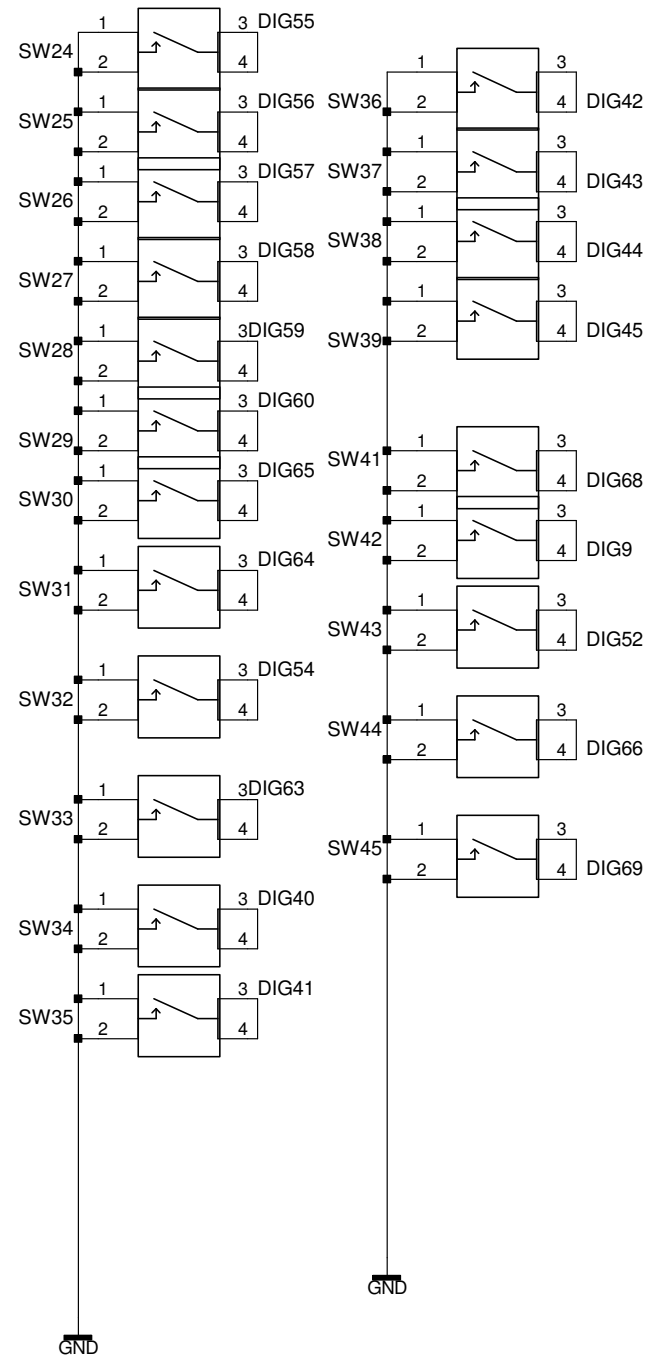 1 3 DIG55
SW24
2 4
1 3 DIG56
SW25
2 4
1 3 DIG57
SW26
2 4
1 3 DIG58
SW27
2 4
1 3DIG59
SW28
2 4
1 3 DIG60
SW29 2 4
1 3 DIG65
SW30
2 4
1 3 DIG64
SW31
2 4
1 3 DIG54
SW32
2 4
1 3DIG63
SW33
2 4
1 3 DIG40
SW34
2 4
1 3 DIG41
SW35
2 4
GND
1 3
SW36
2 4 DIG42
1 3
SW37
2 4 DIG43
1 3
SW38
2 4 DIG44
1 3
SW39 2 4 DIG45
1 3
SW41
2 4 DIG68
1 3
SW42
2 4 DIG9
1 3
SW43
2 4 DIG52
1 3
SW44
2 4 DIG66
1 3
SW45
2 4 DIG69
GND